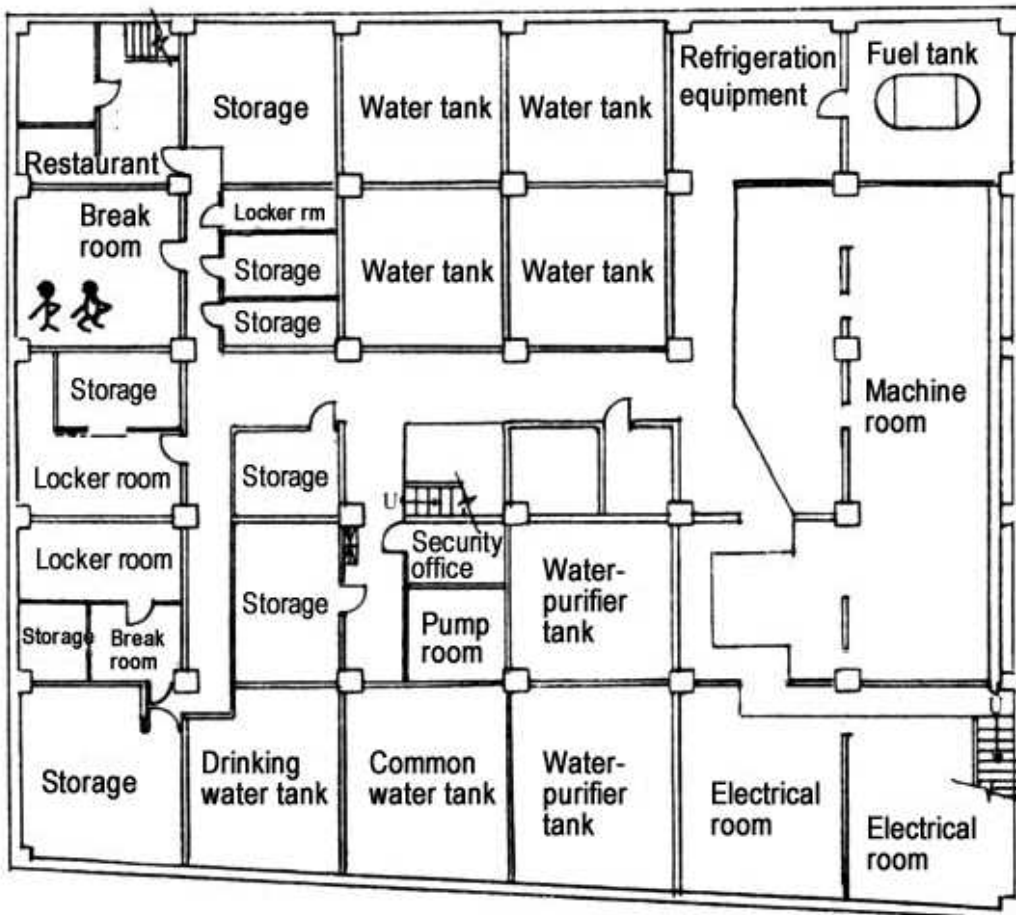 Refrigeration
equipment
Fuel tank
Storage
Water tank
Water tank
Restaurant
Break
room
Locker rm
Storage
Storage
Water tank
Water tank
Storage
Machine
room
Locker room
Storage
U
Security
office
Locker room
Storage
Water-
purifier
tank
Pump
room
Storage
Break
room
U
Storage
Drinking
water tank
Common
water tank
Water-
purifier
tank
Electrical
room
Electrical
room